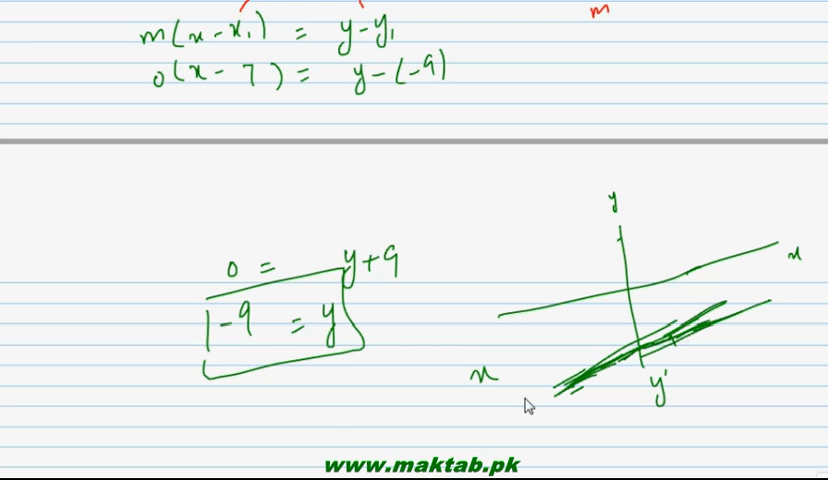 m
m(x - x₁) = y - y₁
0(x - 7) = y - (-9)
y
x
0 = y + 9
-9 = y
x
y'
www.maktab.pk